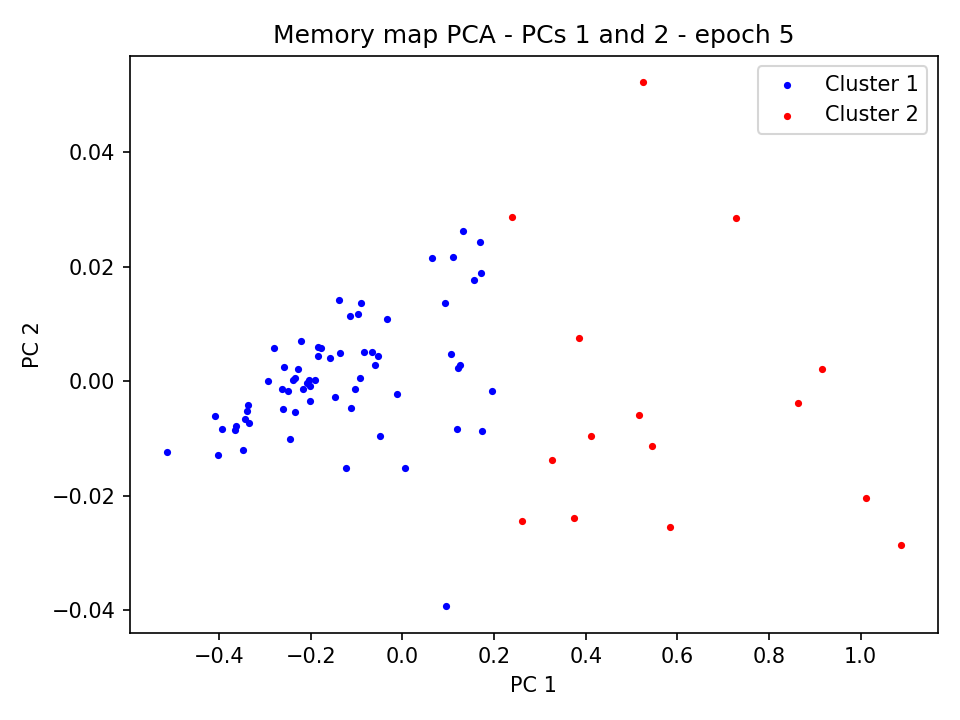 Memory map PCA - PCs 1 and 2 - epoch 5
Cluster 1
Cluster 2
PC 2
0.04
0.02
0.00
−0.02
−0.04
−0.4 −0.2 0.0 0.2 0.4 0.6 0.8 1.0
PC 1